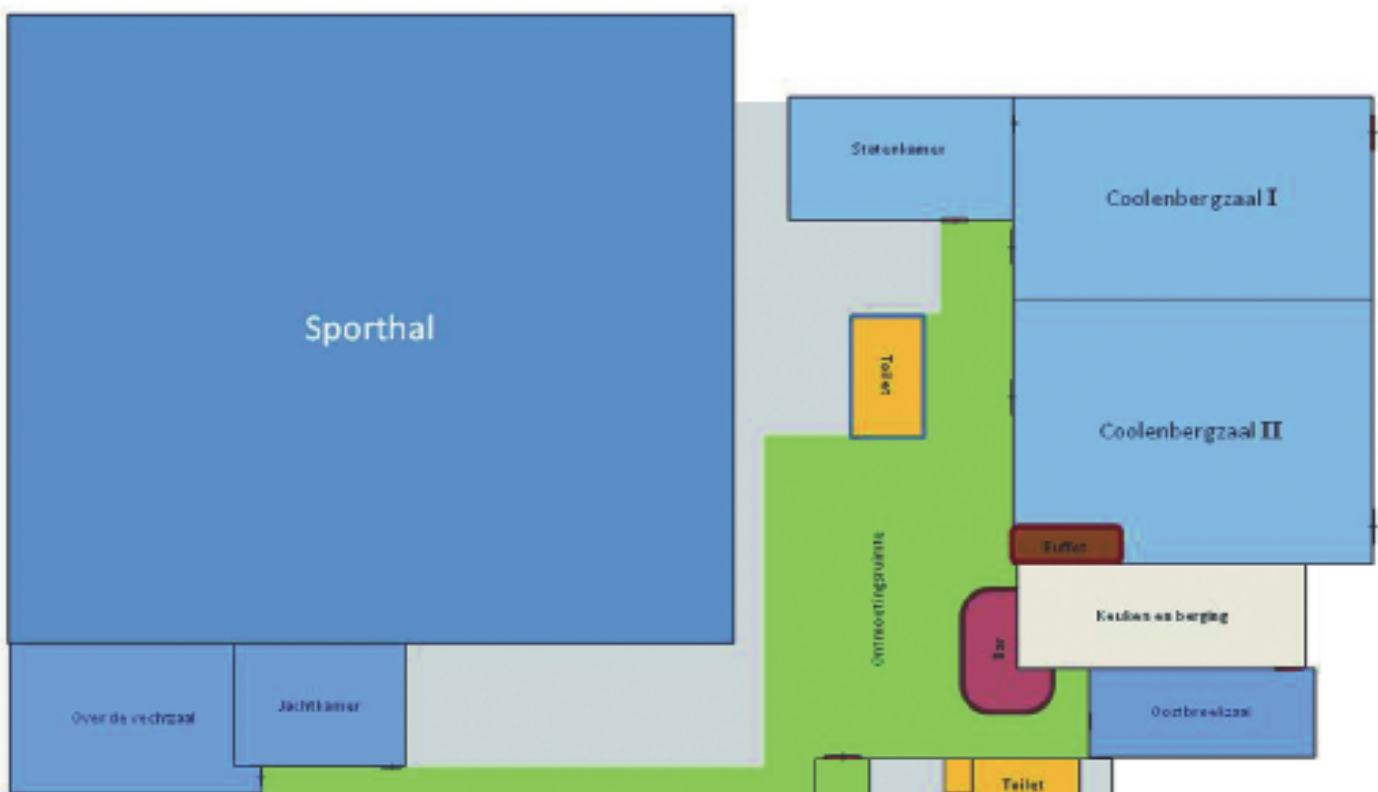 Statenkamer
Coolenbergzaal I
Sporthal
Toilet
Coolenbergzaal II
Buffet
Ontmoetingsruimte
Keuken en berging
Bar
Over de vechtzaal
Jachtkamer
Oostbroekzaal
Toilet